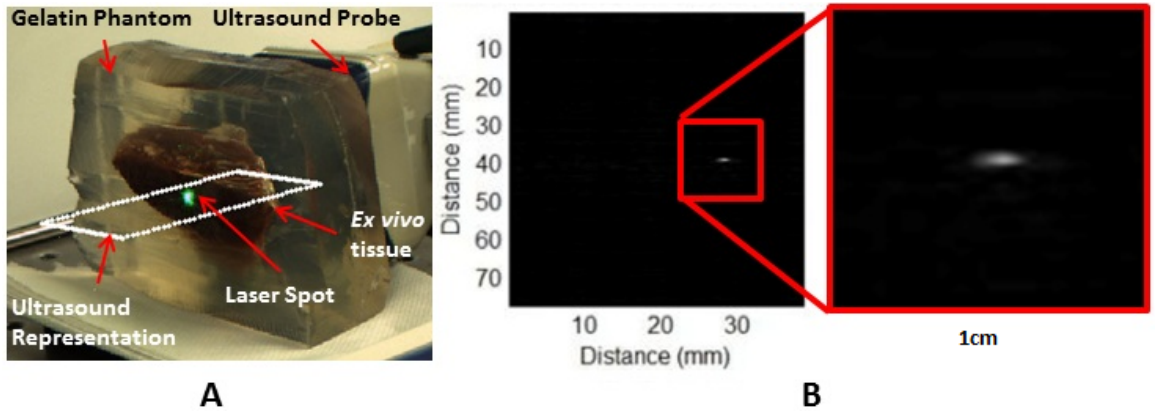 Gelatin Phantom
Ultrasound Probe
Ex vivo
tissue
Laser Spot
Ultrasound
Representation
A
Distance (mm)
10
20
30
40
50
60
70
10 20 30
Distance (mm)
1cm
B